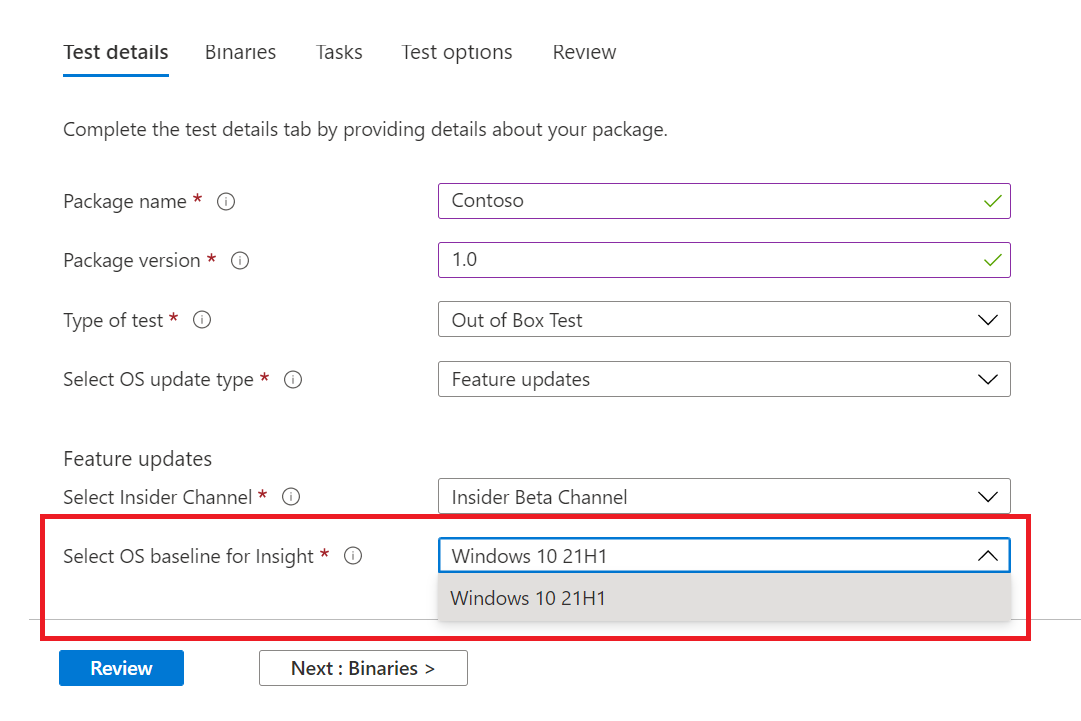 Test details Binaries Tasks Test options Review
Complete the test details tab by providing details about your package.
Package name * Contoso
Package version * 1.0
Type of test * Out of Box Test
Select OS update type * Feature updates
Feature updates
Select Insider Channel * Insider Beta Channel
Select OS baseline for Insight * Windows 10 21H1
Windows 10 21H1
Review Next : Binaries >